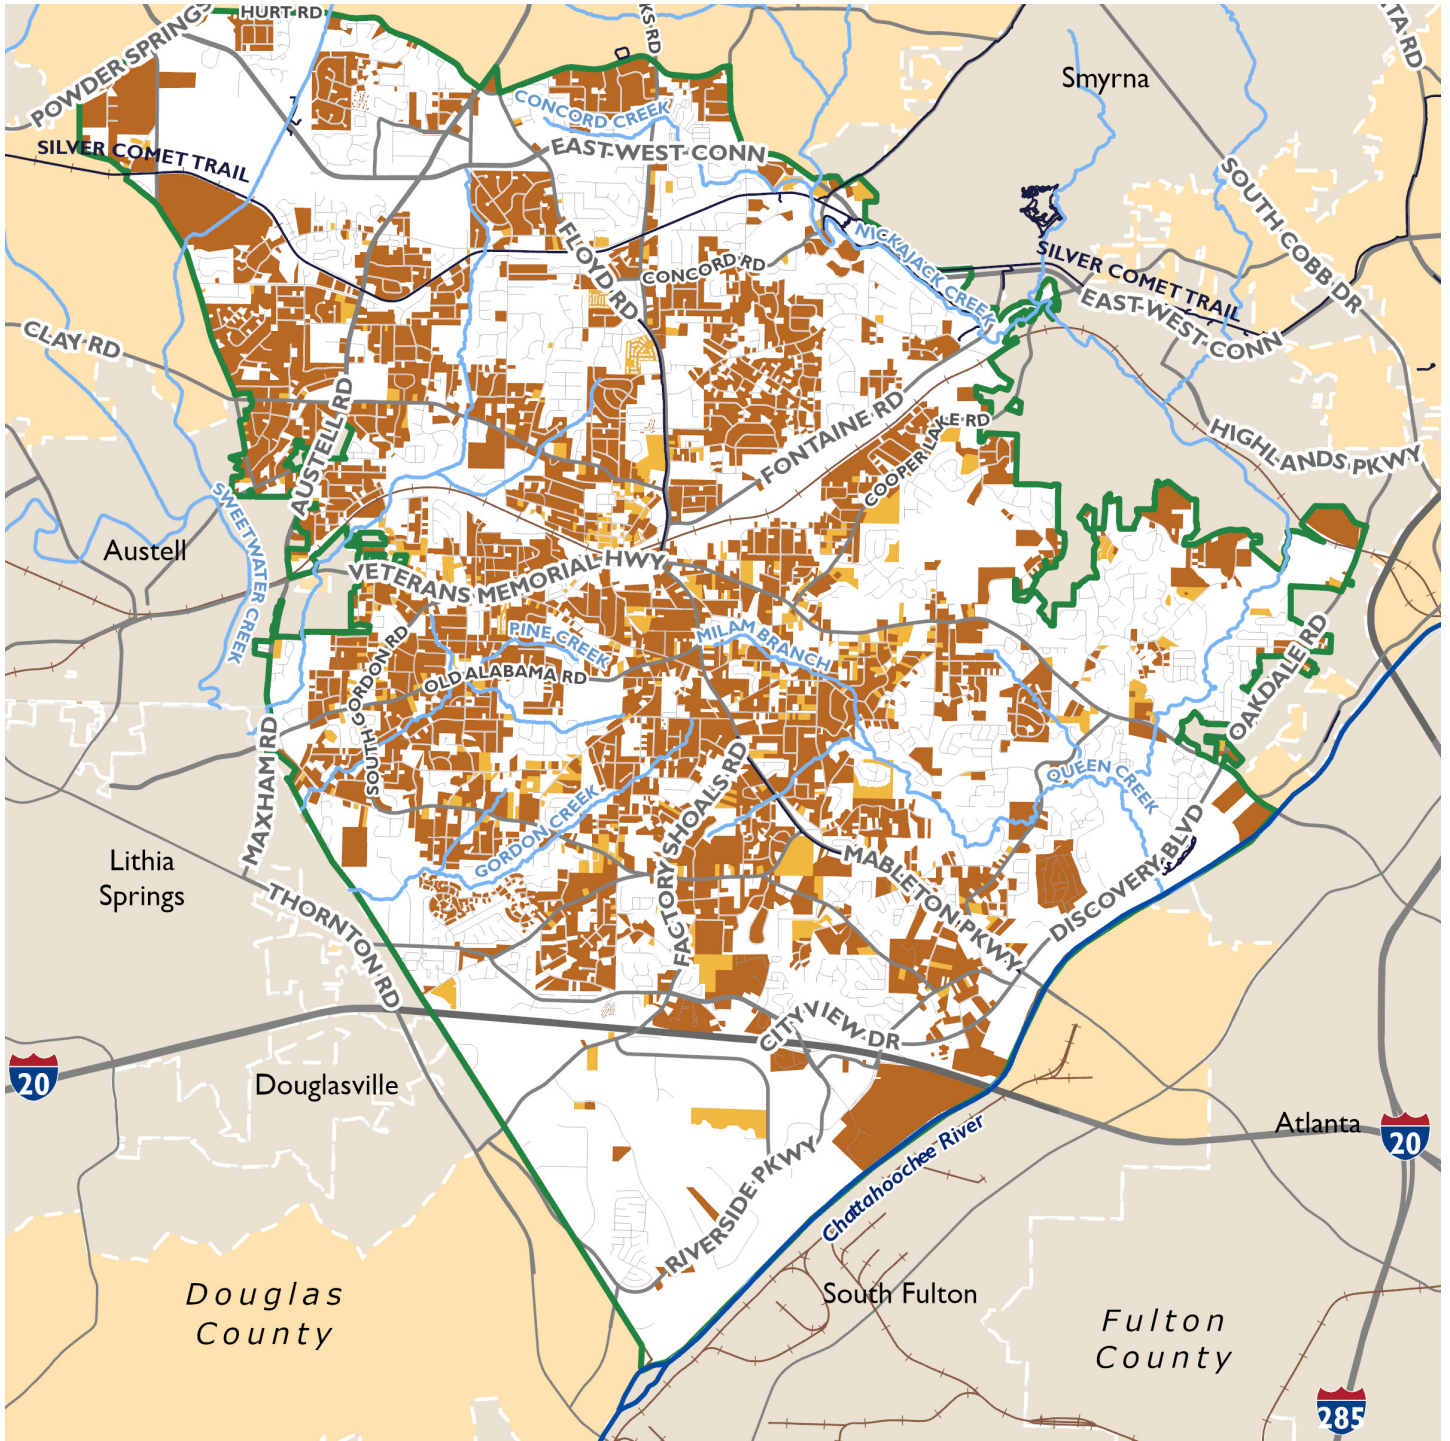 HURT RD
POWDER SPRINGS
KS RD
TA RD
Smyrna
CONCORD CREEK
SILVER COMET TRAIL
EAST-WEST CONN
SOUTH COBB DR
FLOYD RD
NICKAJACK CREEK
CONCORD RD
SILVER COMET TRAIL
EAST-WEST CONN
CLAY RD
AUSTELL RD
FONTAINE RD
COOPER LAKE RD
HIGHLANDS PKWY
SWEETWATER CREEK
Austell
VETERANS MEMORIAL HWY
PINE CREEK
MILAM BRANCH
SOUTH GORDON RD
OLD ALABAMA RD
OAKDALE RD
MAXHAM RD
QUEEN CREEK
FACTORY SHOALS RD
GORDON CREEK
Lithia
Springs
MABLETON PKWY
DISCOVERY BLVD
THORNTON RD
CITY VIEW DR
20
Douglasville
Atlanta
20
Chattahoochee River
RIVERSIDE PKWY
Douglas
County
South Fulton
Fulton
County
285